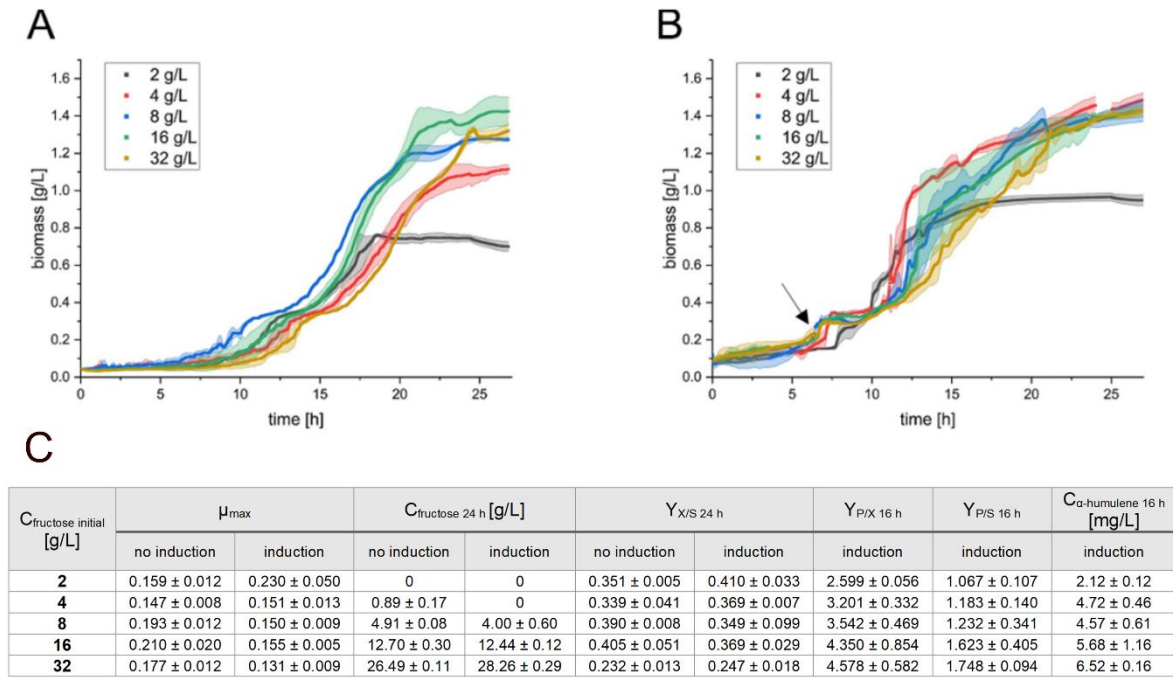 A
1.6
1.4
1.2
1.0
0.8
0.6
0.4
0.2
0.0
biomass [g/L]
2 g/L
4 g/L
8 g/L
16 g/L
32 g/L
0 5 10 15 20 25
time [h]
B
1.6
1.4
1.2
1.0
0.8
0.6
0.4
0.2
0.0
biomass [g/L]
2 g/L
4 g/L
8 g/L
16 g/L
32 g/L
0 5 10 15 20 25
time [h]
C
C fructose initial [g/L] μmax C fructose 24 h [g/L] Y X/S 24 h Y P/X 16 h Y P/S 16 h C α-humulene 16 h [mg/L]
no induction induction no induction induction no induction induction induction induction induction
2 0.159 ± 0.012 0.230 ± 0.050 0 0 0.351 ± 0.005 0.410 ± 0.033 2.599 ± 0.056 1.067 ± 0.107 2.12 ± 0.12
4 0.147 ± 0.008 0.151 ± 0.013 0.89 ± 0.17 0 0.339 ± 0.041 0.369 ± 0.007 3.201 ± 0.332 1.183 ± 0.140 4.72 ± 0.46
8 0.193 ± 0.012 0.150 ± 0.009 4.91 ± 0.08 4.00 ± 0.60 0.390 ± 0.008 0.349 ± 0.099 3.542 ± 0.469 1.232 ± 0.341 4.57 ± 0.61
16 0.210 ± 0.020 0.155 ± 0.005 12.70 ± 0.30 12.44 ± 0.12 0.405 ± 0.051 0.369 ± 0.029 4.350 ± 0.854 1.623 ± 0.405 5.68 ± 1.16
32 0.177 ± 0.012 0.131 ± 0.009 26.49 ± 0.11 28.26 ± 0.29 0.232 ± 0.013 0.247 ± 0.018 4.578 ± 0.582 1.748 ± 0.094 6.52 ± 0.16